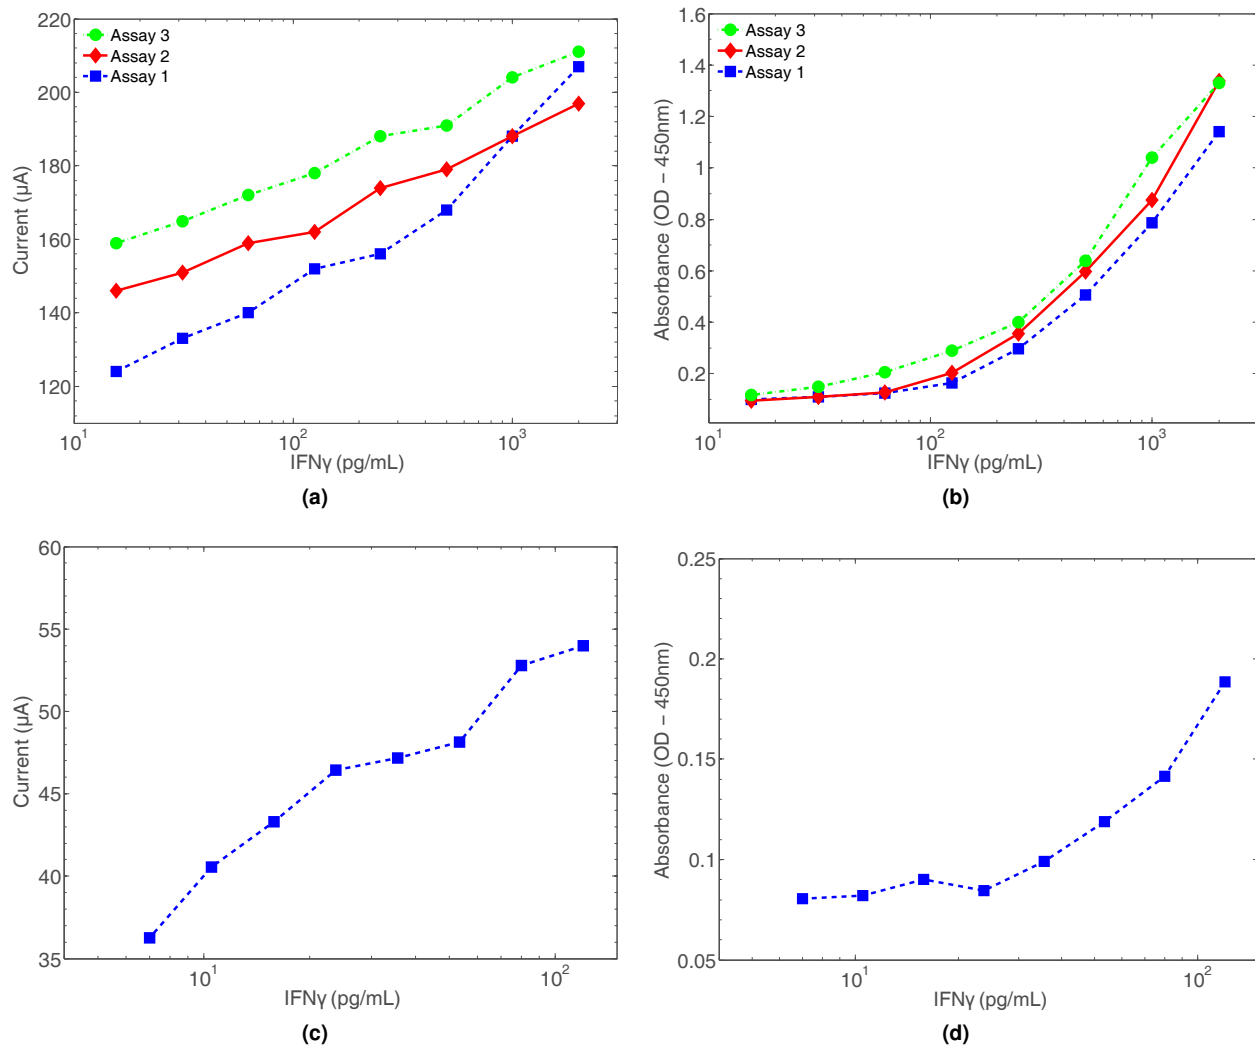 220
200
180
160
140
120
Current (μA)
Assay 3
Assay 2
Assay 1
10¹
10²
10³
IFNγ (pg/mL)
(a)
1.6
1.4
1.2
1
0.8
0.6
0.4
0.2
Absorbance (OD − 450nm)
Assay 3
Assay 2
Assay 1
10¹
10²
10³
IFNγ (pg/mL)
(b)
60
55
50
45
40
35
Current (μA)
10¹
10²
IFNγ (pg/mL)
(c)
0.25
0.2
0.15
0.1
0.05
Absorbance (OD − 450nm)
10¹
10²
IFNγ (pg/mL)
(d)